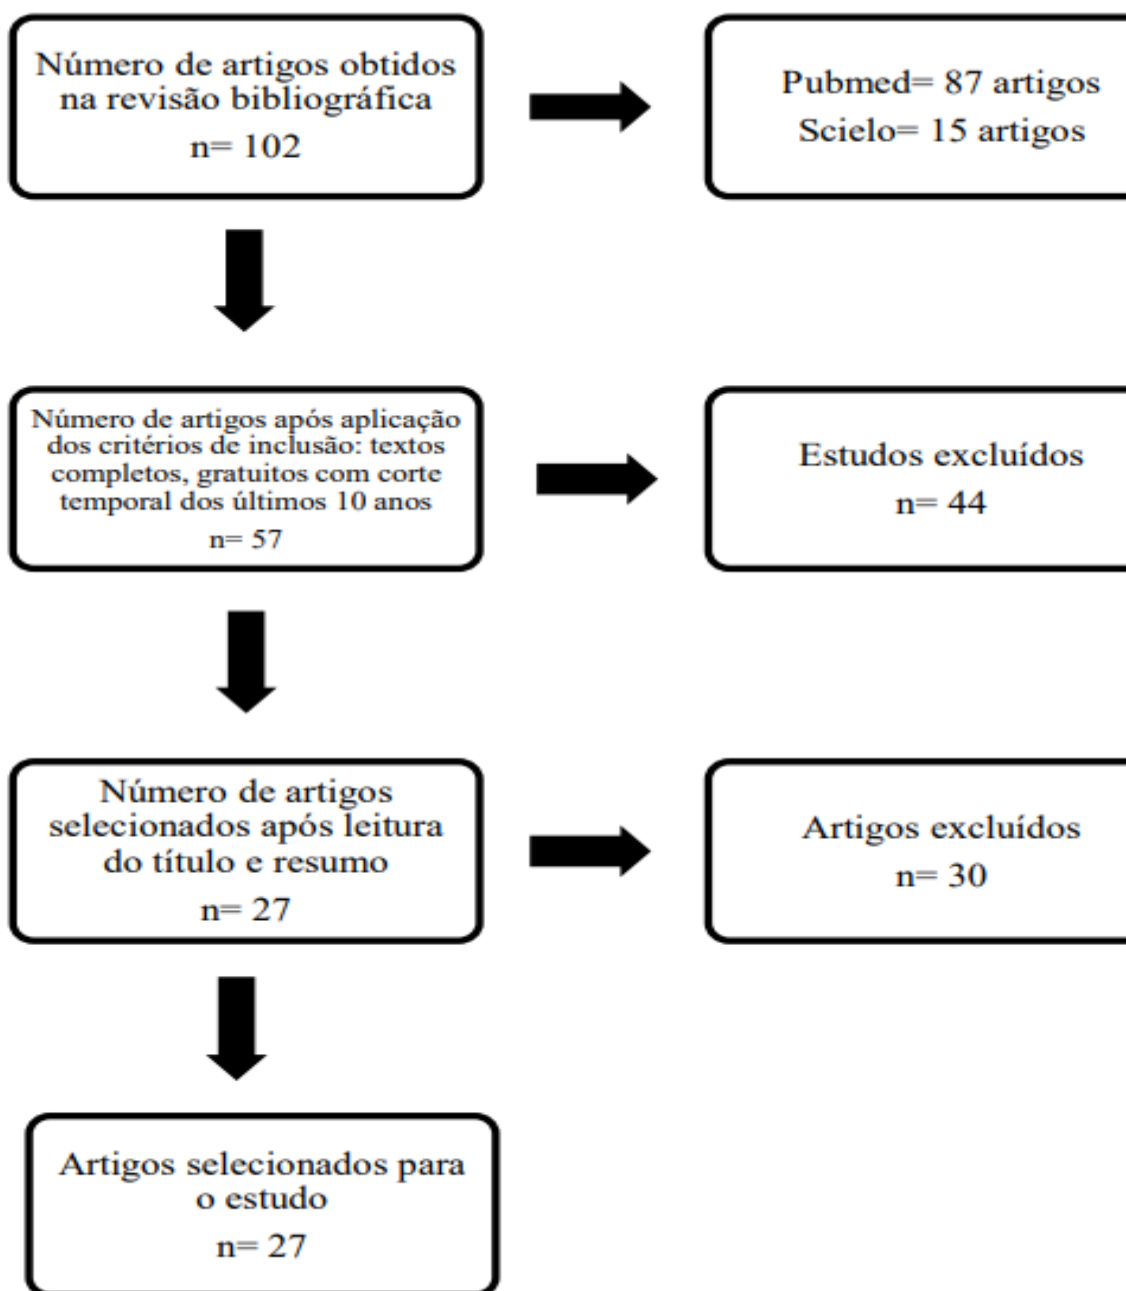 Número de artigos obtidos
na revisão bibliográfica
n= 102
Pubmed= 87 artigos
Scielo= 15 artigos
Número de artigos após aplicação
dos critérios de inclusão: textos
completos, gratuitos com corte
temporal dos últimos 10 anos
n= 57
Estudos excluídos
n= 44
Número de artigos
selecionados após leitura
do título e resumo
n= 27
Artigos excluídos
n= 30
Artigos selecionados para
o estudo
n= 27